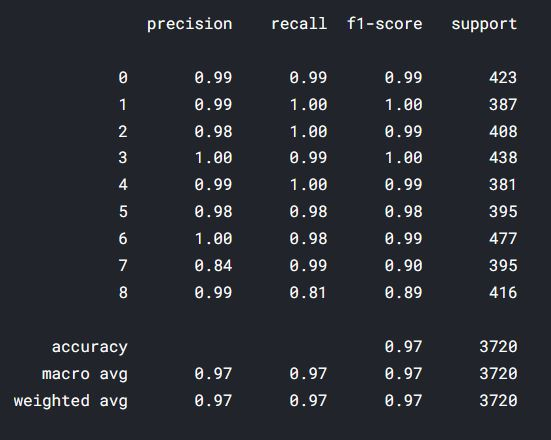 precision recall f1-score support
0 0.99 0.99 0.99 423
1 0.99 1.00 1.00 387
2 0.98 1.00 0.99 408
3 1.00 0.99 1.00 438
4 0.99 1.00 0.99 381
5 0.98 0.98 0.98 395
6 1.00 0.98 0.99 477
7 0.84 0.99 0.90 395
8 0.99 0.81 0.89 416
accuracy 0.97 3720
macro avg 0.97 0.97 0.97 3720
weighted avg 0.97 0.97 0.97 3720